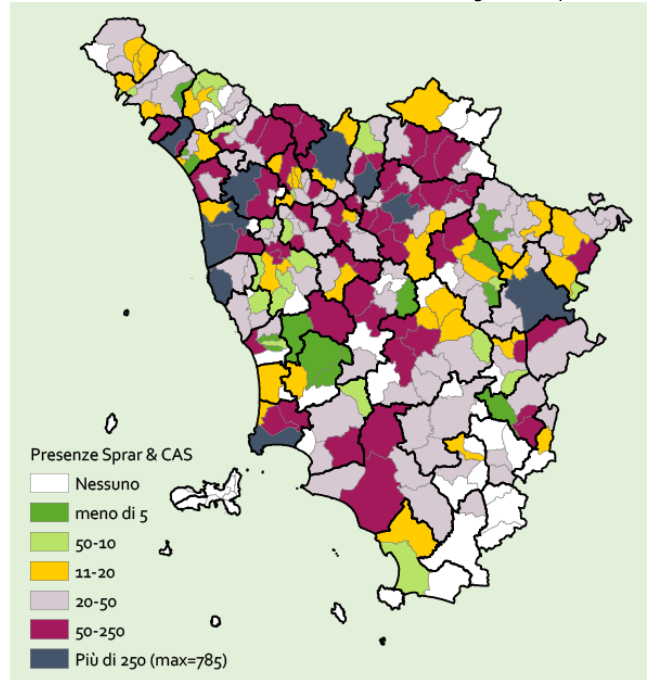 Presenze Sprar & CAS
Nessuno
meno di 5
50-10
11-20
20-50
50-250
Più di 250 (max=785)